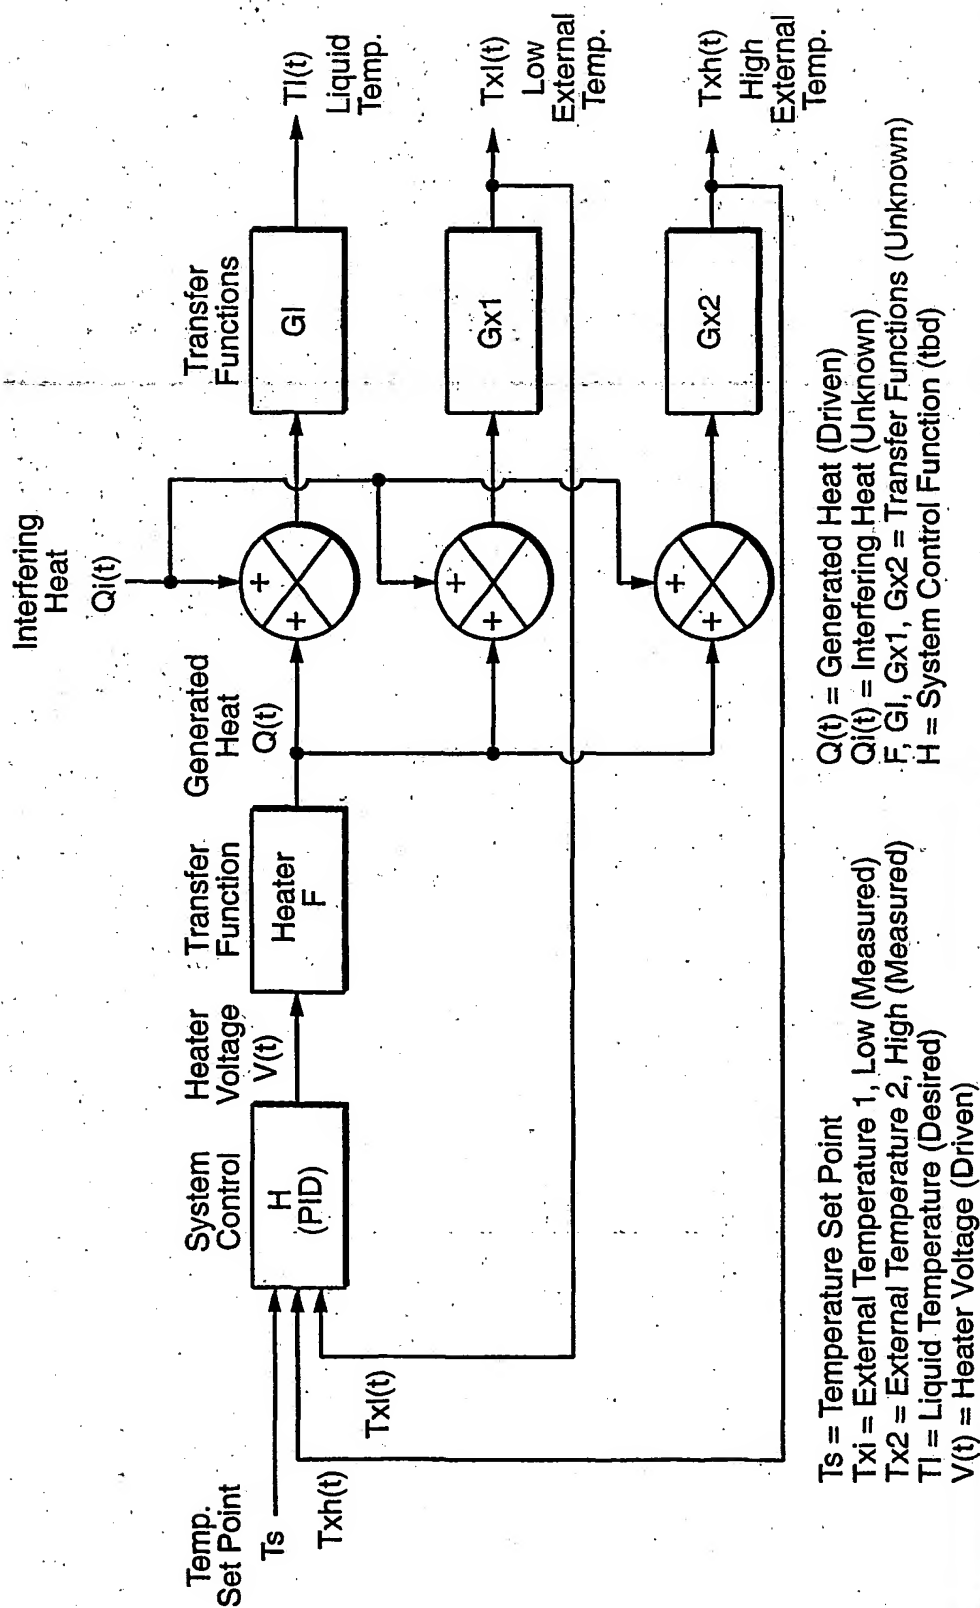 Interfering
Heat
Qi(t)
Temp.
Set Point
Ts
Txh(t)
Txl(t)
System
Control
H
(PID)
Heater
Voltage
V(t)
Transfer
Function
Heater
F
Generated
Heat
Q(t)
+
+
+
+
+
+
Transfer
Functions
Gl
Gx1
Gx2
Tl(t)
Liquid
Temp.
Txl(t)
Low
External
Temp.
Txh(t)
High
External
Temp.
Ts = Temperature Set Point
Txi = External Temperature 1, Low (Measured)
Tx2 = External Temperature 2, High (Measured)
Tl = Liquid Temperature (Desired)
V(t) = Heater Voltage (Driven)
Q(t) = Generated Heat (Driven)
Qi(t) = Interfering Heat (Unknown)
F, Gl, Gx1, Gx2 = Transfer Functions (Unknown)
H = System Control Function (tbd)